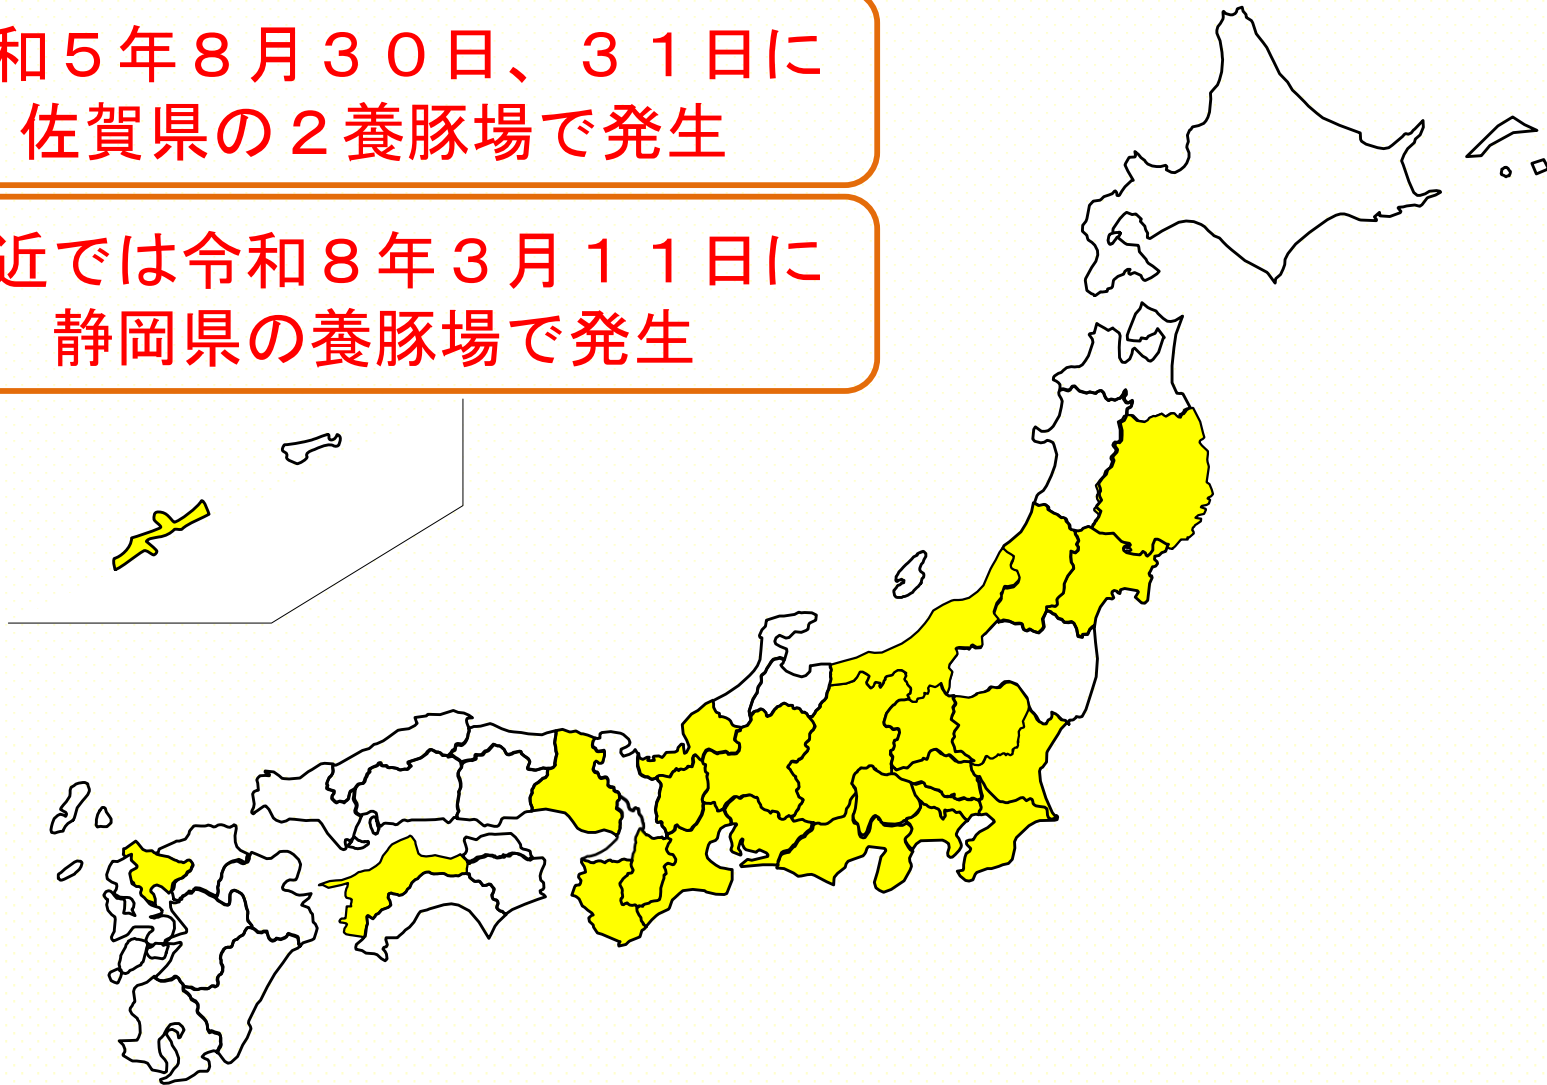 和５年８月３０日、３１日に
佐賀県の２養豚場で発生
近では令和８年３月１１日に
静岡県の養豚場で発生